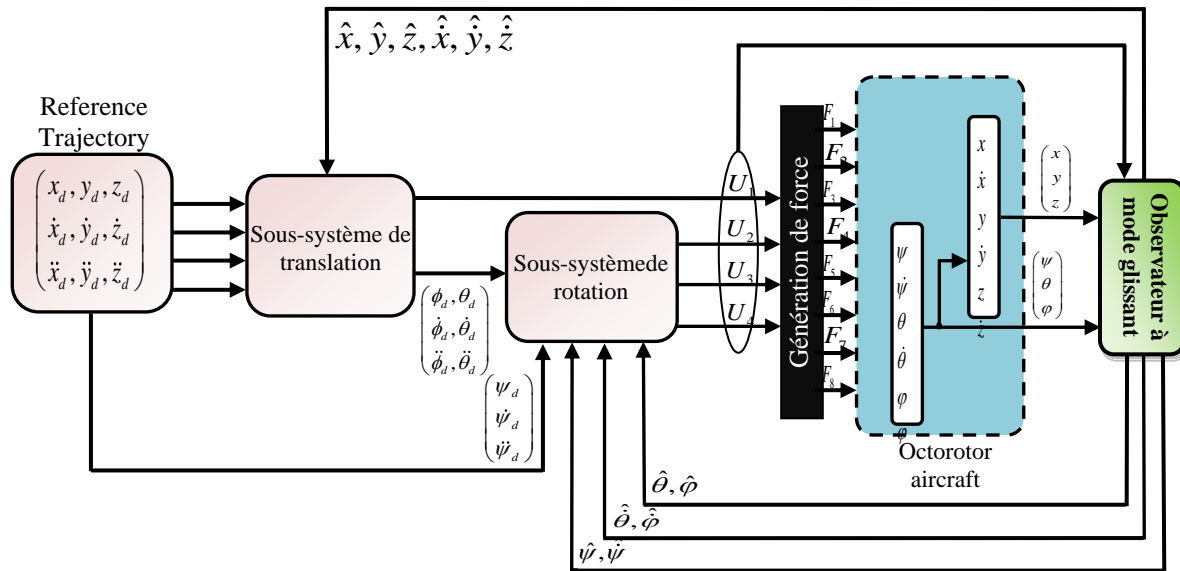 x̂, ŷ, ẑ, x̂̇, ŷ̇, ẑ̇
Reference
Trajectory
x_d, y_d, z_d
ẋ_d, ẏ_d, ż_d
ẍ_d, ÿ_d, z̈_d
Sous-système de
translation
ϕ_d, θ_d
ϕ̇_d, θ̇_d
ϕ̈_d, θ̈_d
ψ_d
ψ̇_d
ψ̈_d
Sous-systèmede
rotation
U_1
U_2
U_3
U_4
Génération de force
F_1
F_2
F_3
F_4
F_5
F_6
F_7
F_8
ψ
ψ̇
θ
θ̇
φ
φ̇
x
ẋ
y
ẏ
z
ż
Octorotor
aircraft
x
y
z
ψ
θ
φ
Observateur à
mode glissant
θ̂, φ̂
θ̂̇, φ̂̇
ψ̂, ψ̂̇